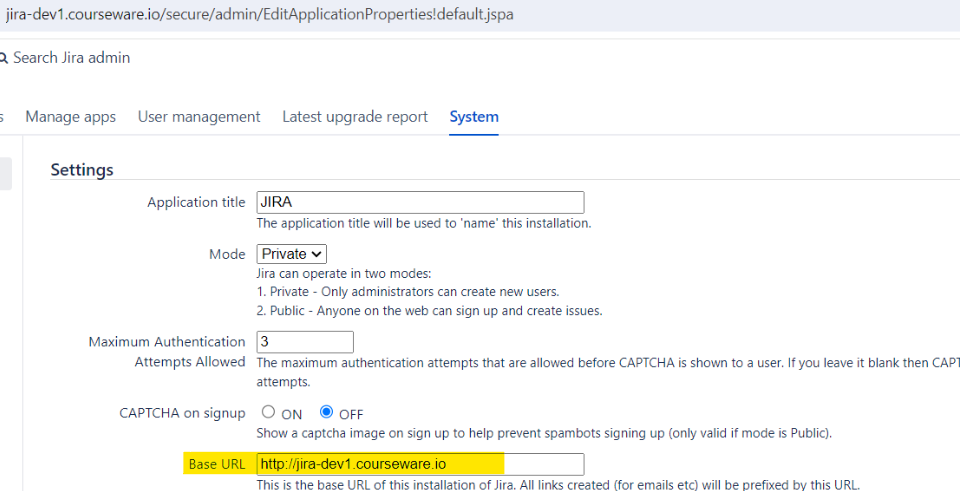 jira-dev1.courseware.io/secure/admin/EditApplicationProperties!default.jspa
Search Jira admin
s Manage apps User management Latest upgrade report System
Settings
Application title JIRA
The application title will be used to 'name' this installation.
Mode Private
Jira can operate in two modes:
1. Private - Only administrators can create new users.
2. Public - Anyone on the web can sign up and create issues.
Maximum Authentication 3
Attempts Allowed The maximum authentication attempts that are allowed before CAPTCHA is shown to a user. If you leave it blank then CAPT
attempts.
CAPTCHA on signup ON OFF
Show a captcha image on sign up to help prevent spambots signing up (only valid if mode is Public).
Base URL http://jira-dev1.courseware.io
This is the base URL of this installation of Jira. All links created (for emails etc) will be prefixed by this URL.